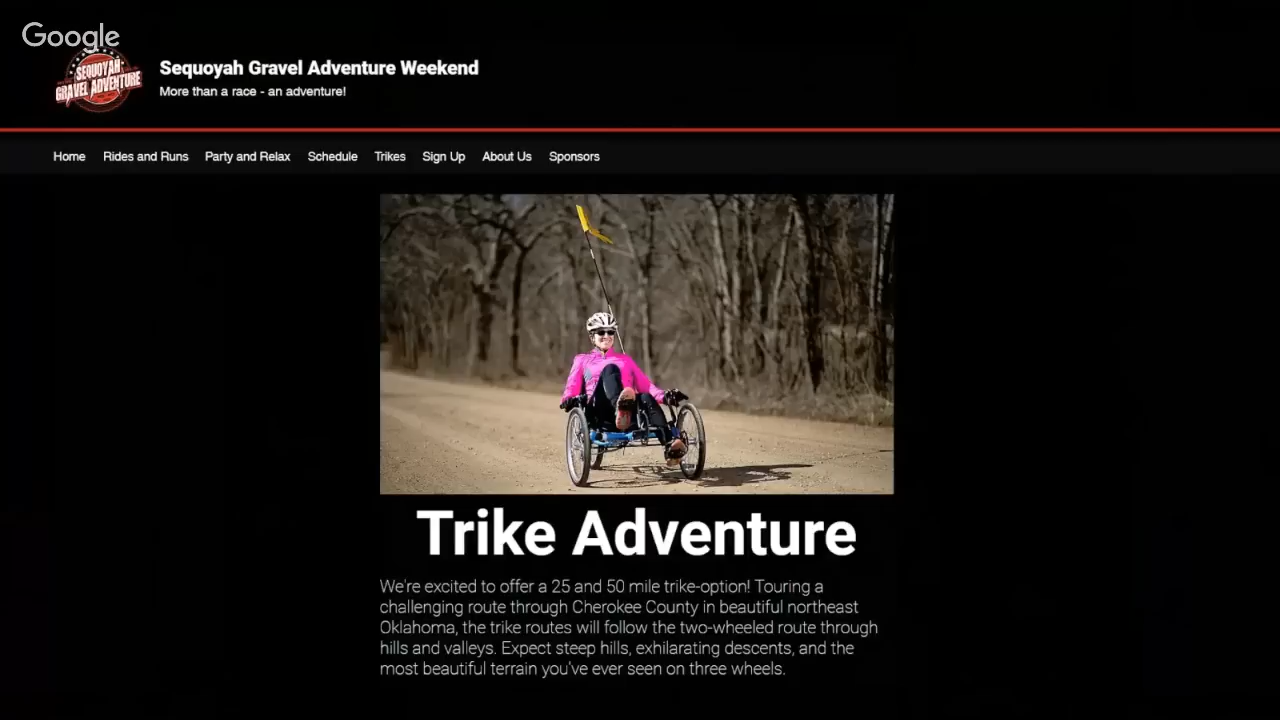 Google
SEQUOYAH
GRAVEL ADVENTURE
Sequoyah Gravel Adventure Weekend
More than a race - an adventure!
Home Rides and Runs Party and Relax Schedule Trikes Sign Up About Us Sponsors
Trike Adventure
We're excited to offer a 25 and 50 mile trike-option! Touring a
challenging route through Cherokee County in beautiful northeast
Oklahoma, the trike routes will follow the two-wheeled route through
hills and valleys. Expect steep hills, exhilarating descents, and the
most beautiful terrain you've ever seen on three wheels.